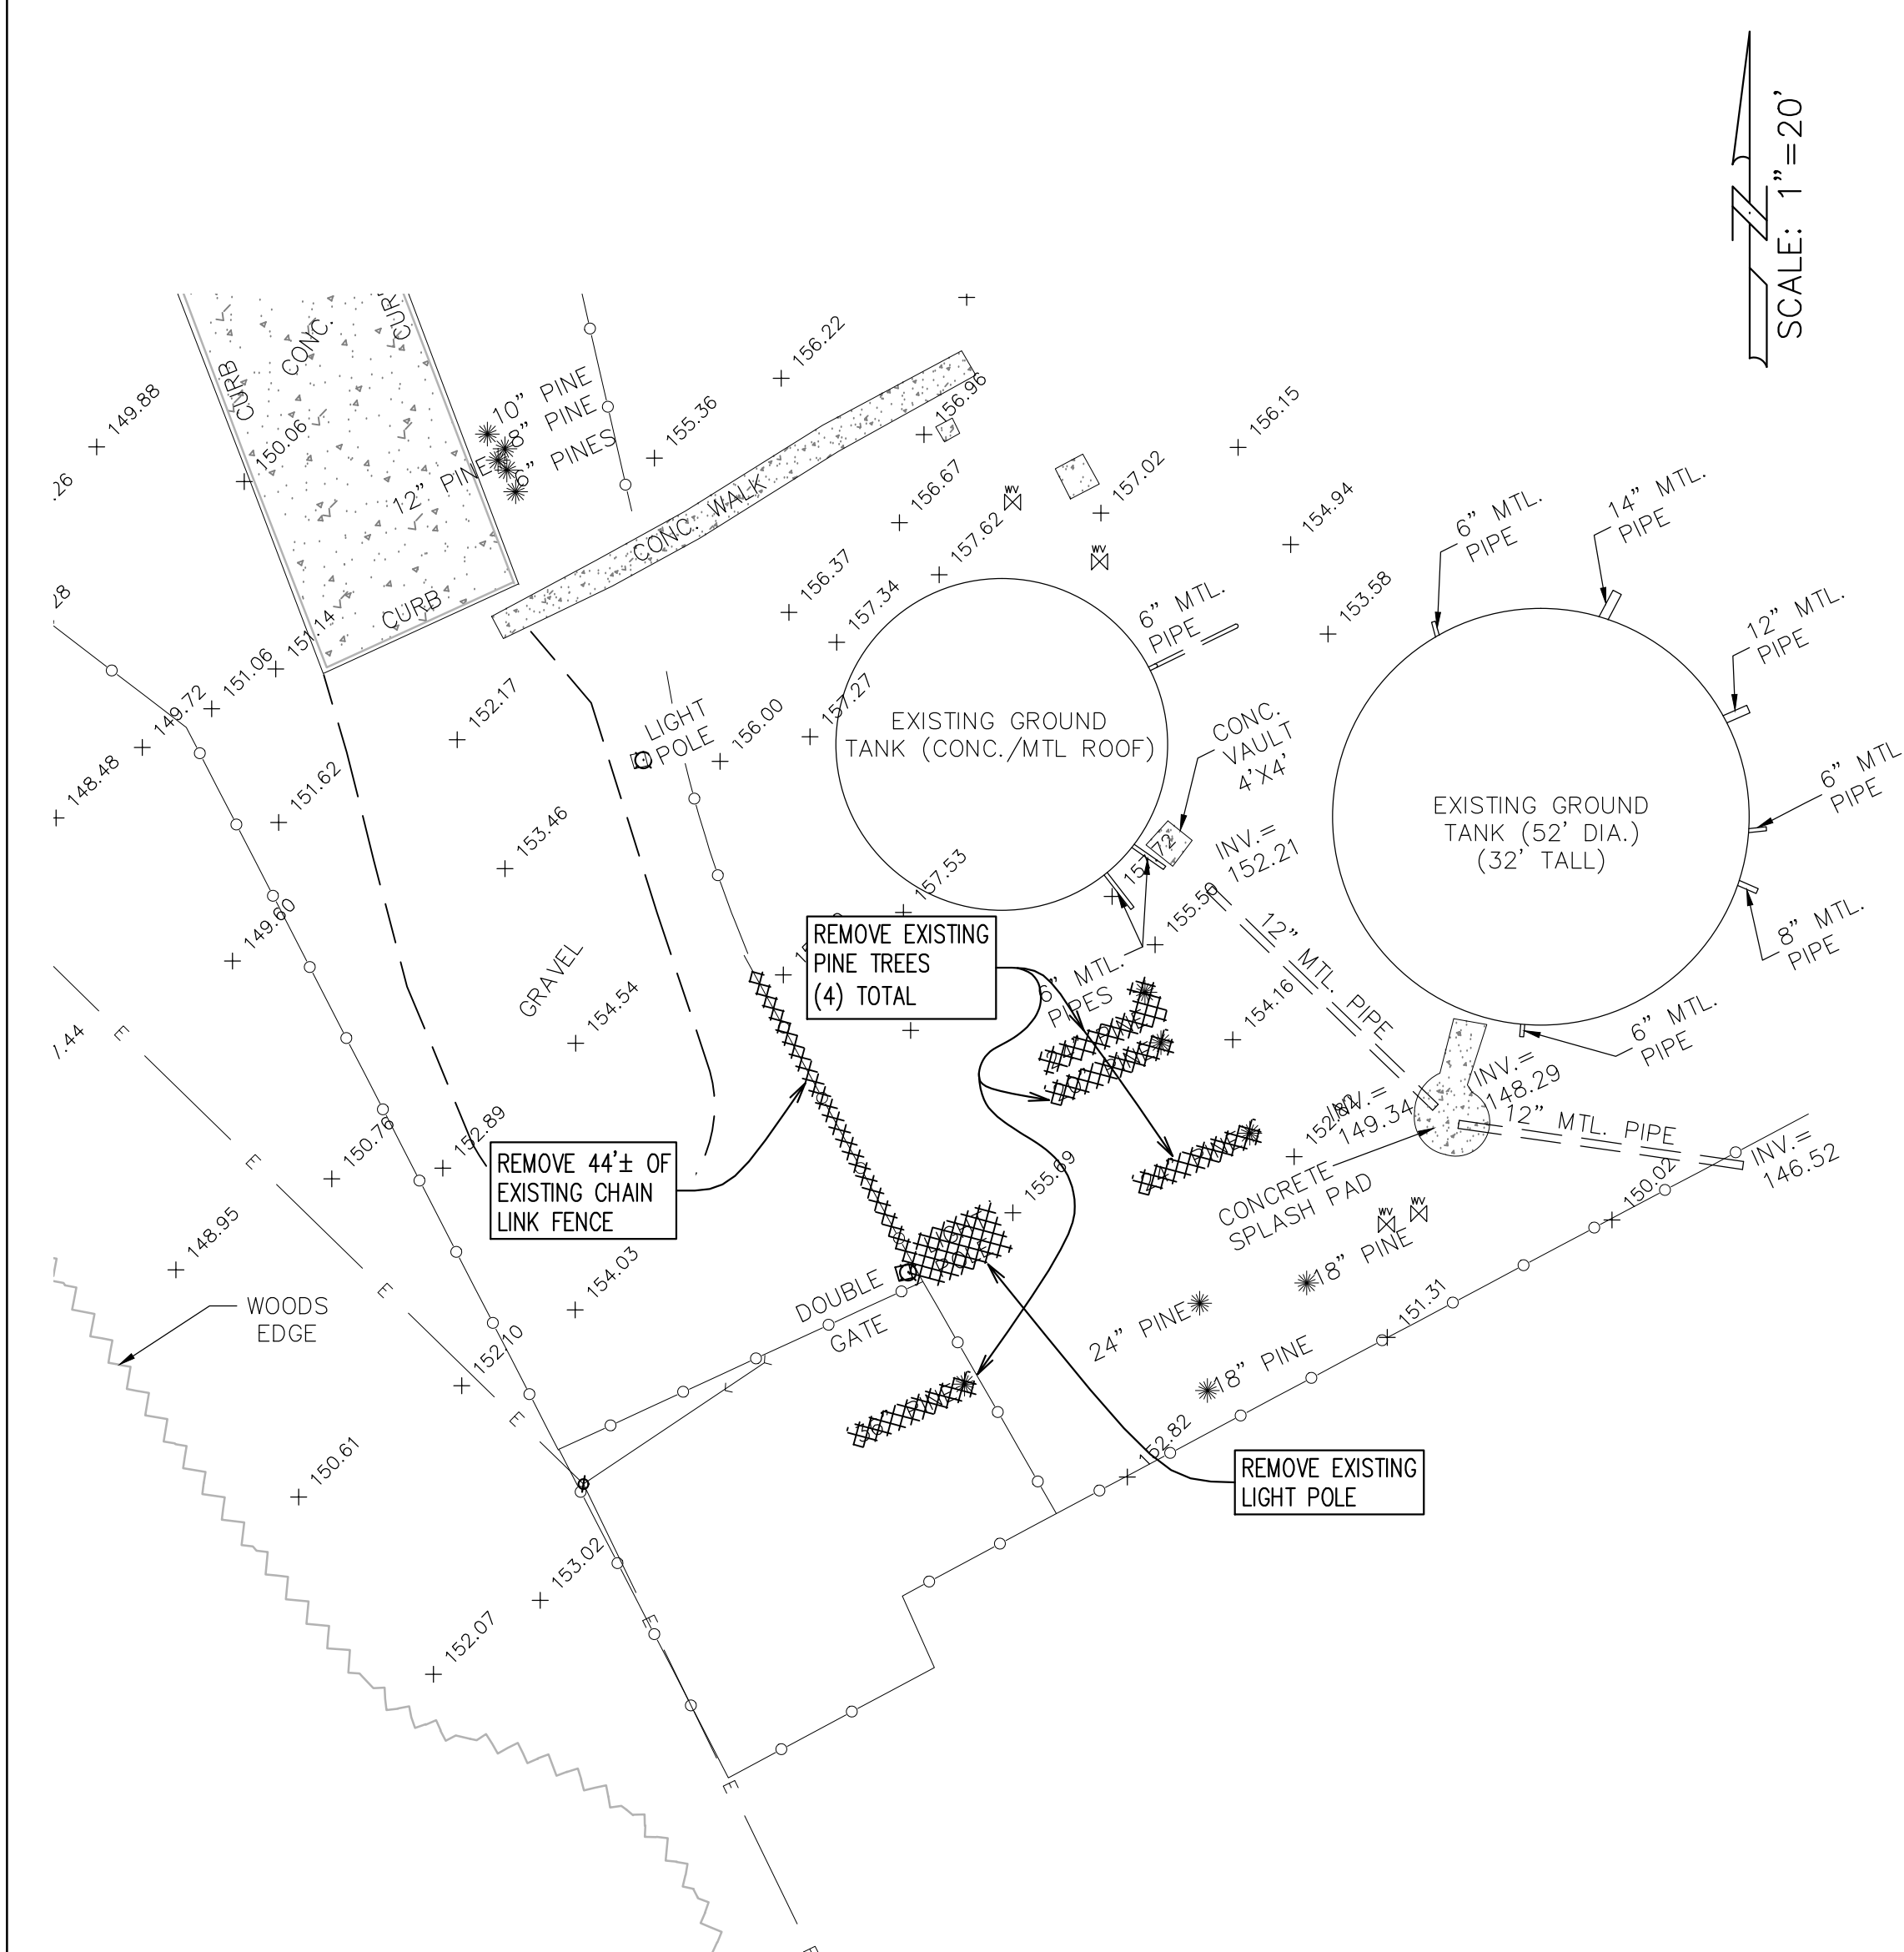 SCALE: 1"=20'
156.22
149.88
CURB
CONC.
CURB
10" PINE
8" PINE
6" PINES
12" PINE
155.36
156.96
156.15
150.06
.26
156.67
157.02
WV
157.62
WV
154.94
6" MTL.
PIPE
14" MTL.
PIPE
CONC. WALK
156.37
157.34
153.58
6" MTL.
PIPE
12" MTL.
PIPE
CURB
.28
151.14
151.06
149.72
148.48
152.17
LIGHT
POLE
156.00
157.27
EXISTING GROUND
TANK (CONC./MTL ROOF)
CONC.
VAULT
4'X4'
6" MTL
PIPE
151.62
153.46
EXISTING GROUND
TANK (52' DIA.)
(32' TALL)
INV.=
152.21
157.53
155.56
8" MTL.
PIPE
149.60
GRAVEL
REMOVE EXISTING
PINE TREES
(4) TOTAL
6" MTL.
PIPES
12" MTL. PIPE
154.54
154.16
6" MTL.
PIPE
E
INV.=
148.29
INV.=
149.34
12" MTL. PIPE
INV.=
146.52
150.76
152.89
E
REMOVE 44'± OF
EXISTING CHAIN
LINK FENCE
155.69
CONCRETE
SPLASH PAD
150.02
WV
WV
148.95
E
154.03
DOUBLE
GATE
18" PINE
24" PINE
18" PINE
151.31
WOODS
EDGE
152.10
E
152.82
REMOVE EXISTING
LIGHT POLE
150.61
153.02
E
152.07
E